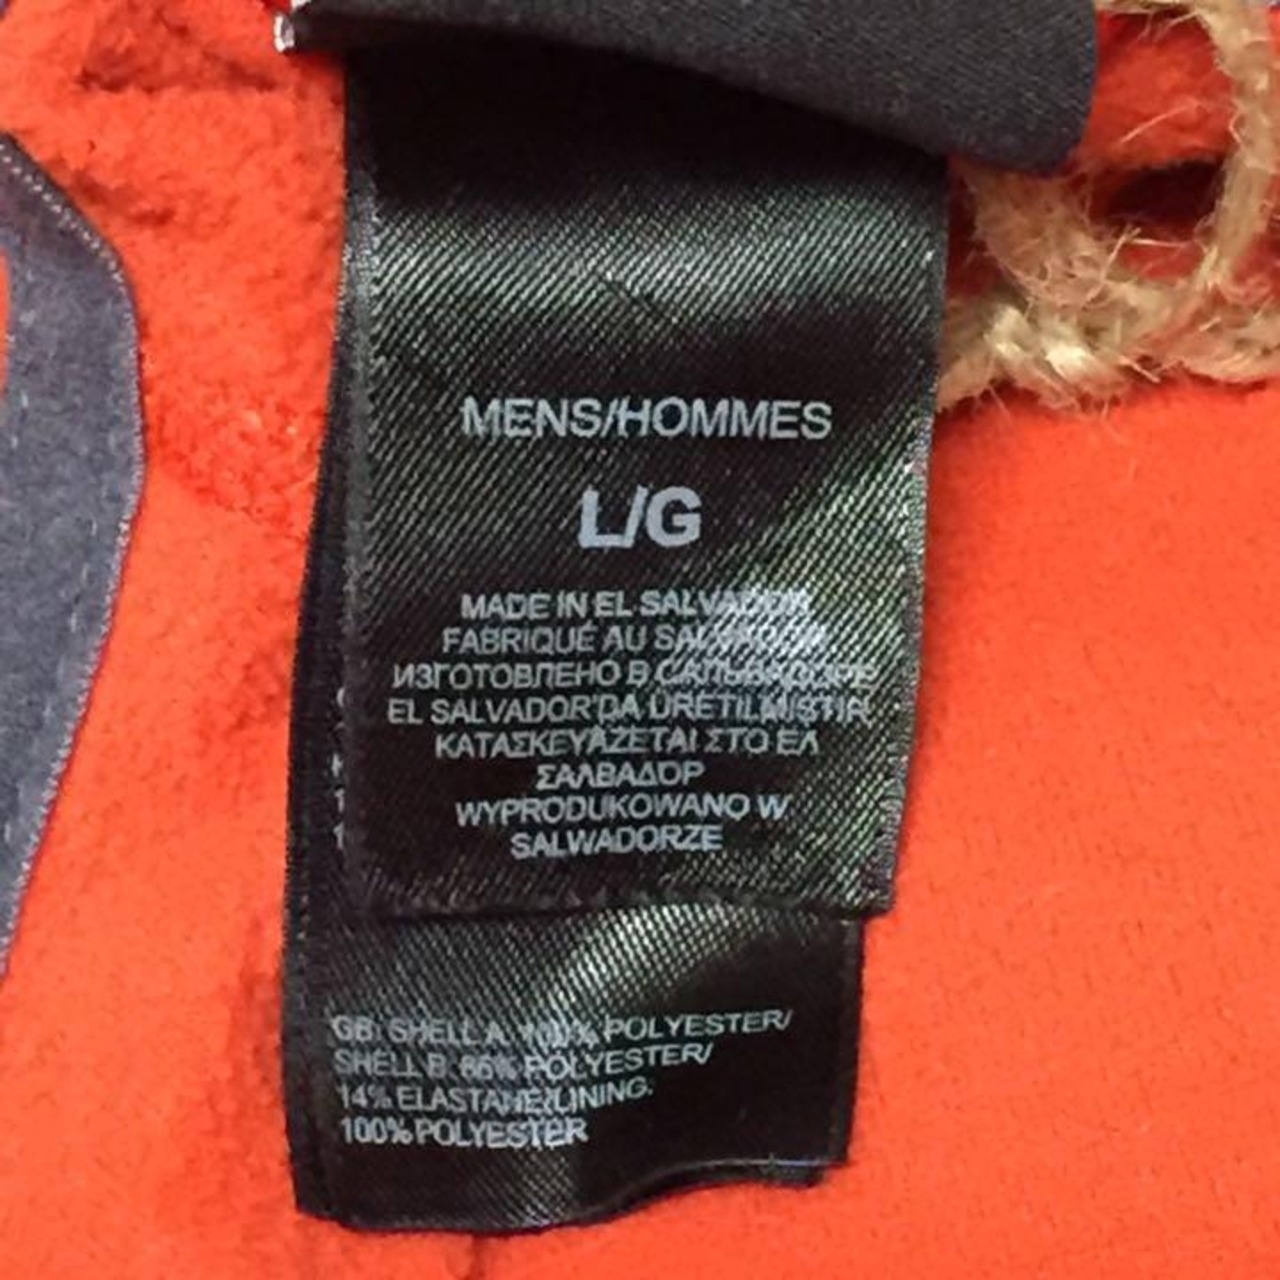 MENS/HOMMES
L/G
MADE IN EL SALVADOR
FABRIQUÉ AU SALVADOR
ИЗГОТОВЛЕНО В САЛЬВАДОРЕ
EL SALVADOR'DA ÜRETILMISTIR
ΚΑΤΑΣΚΕΥΑΖΕΤΑΙ ΣΤΟ ΕΛ
ΣΑΛΒΑΔΟΡ
WYPRODUKOWANO W
SALWADORZE
GB: SHELL A: 100% POLYESTER/
SHELL B: 86% POLYESTER/
14% ELASTANE/LINING:
100% POLYESTER